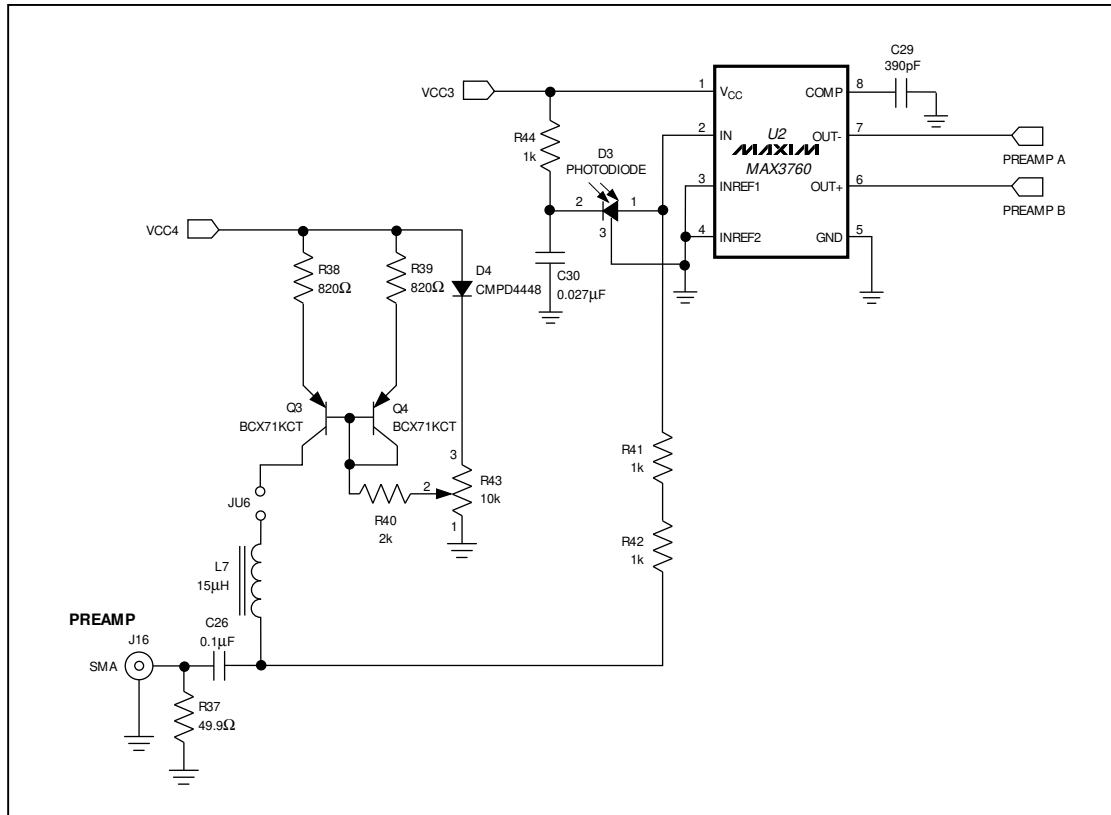 VCC3
R44
1k
D3
PHOTODIODE
2
1
3
C30
0.027µF
1
VCC
2
IN
3
INREF1
4
INREF2
U2
MAXIM
MAX3760
COMP
8
OUT-
7
OUT+
6
GND
5
C29
390pF
PREAMP A
PREAMP B
VCC4
R38
820Ω
R39
820Ω
D4
CMPD4448
Q3
BCX71KCT
Q4
BCX71KCT
3
R43
10k
2
1
R40
2k
JU6
L7
15µH
R41
1k
R42
1k
PREAMP
J16
SMA
C26
0.1µF
R37
49.9Ω